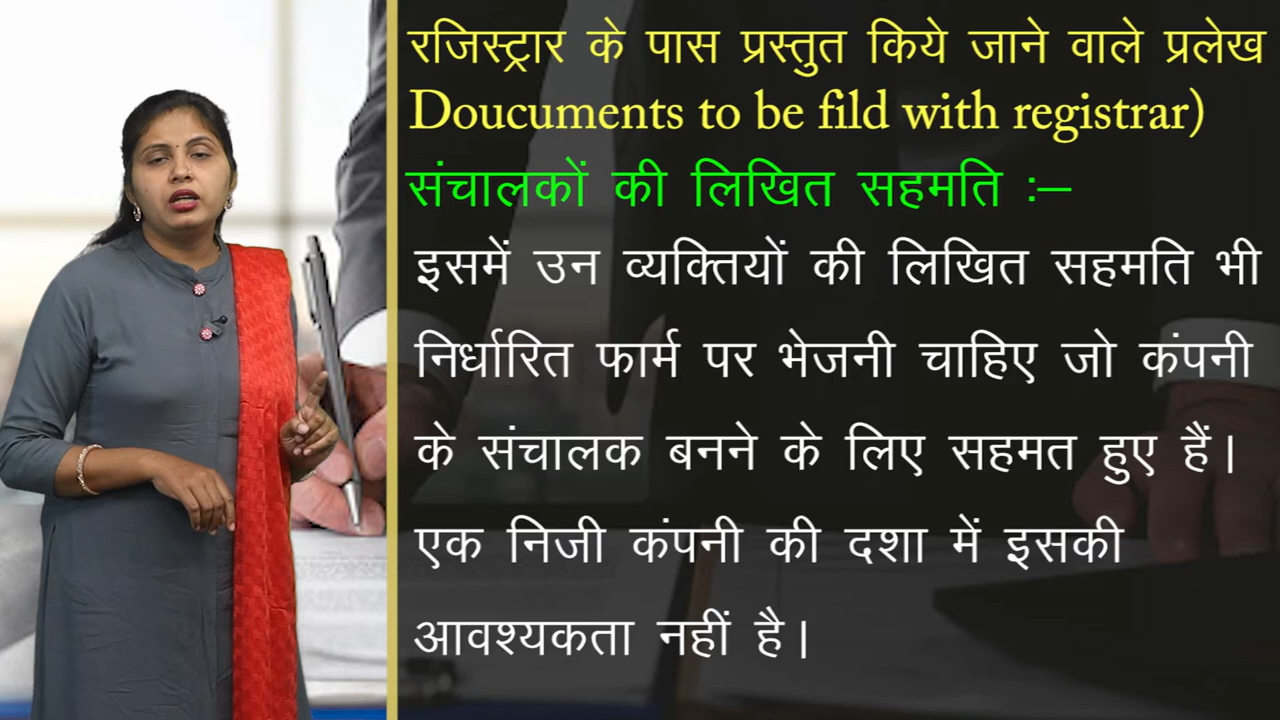 रजिस्ट्रार के पास प्रस्तुत किये जाने वाले प्रलेख
Doucuments to be fild with registrar)
संचालकों की लिखित सहमति :–
इसमें उन व्यक्तियों की लिखित सहमति भी
निर्धारित फार्म पर भेजनी चाहिए जो कंपनी
के संचालक बनने के लिए सहमत हुए हैं।
एक निजी कंपनी की दशा में इसकी
आवश्यकता नहीं है।